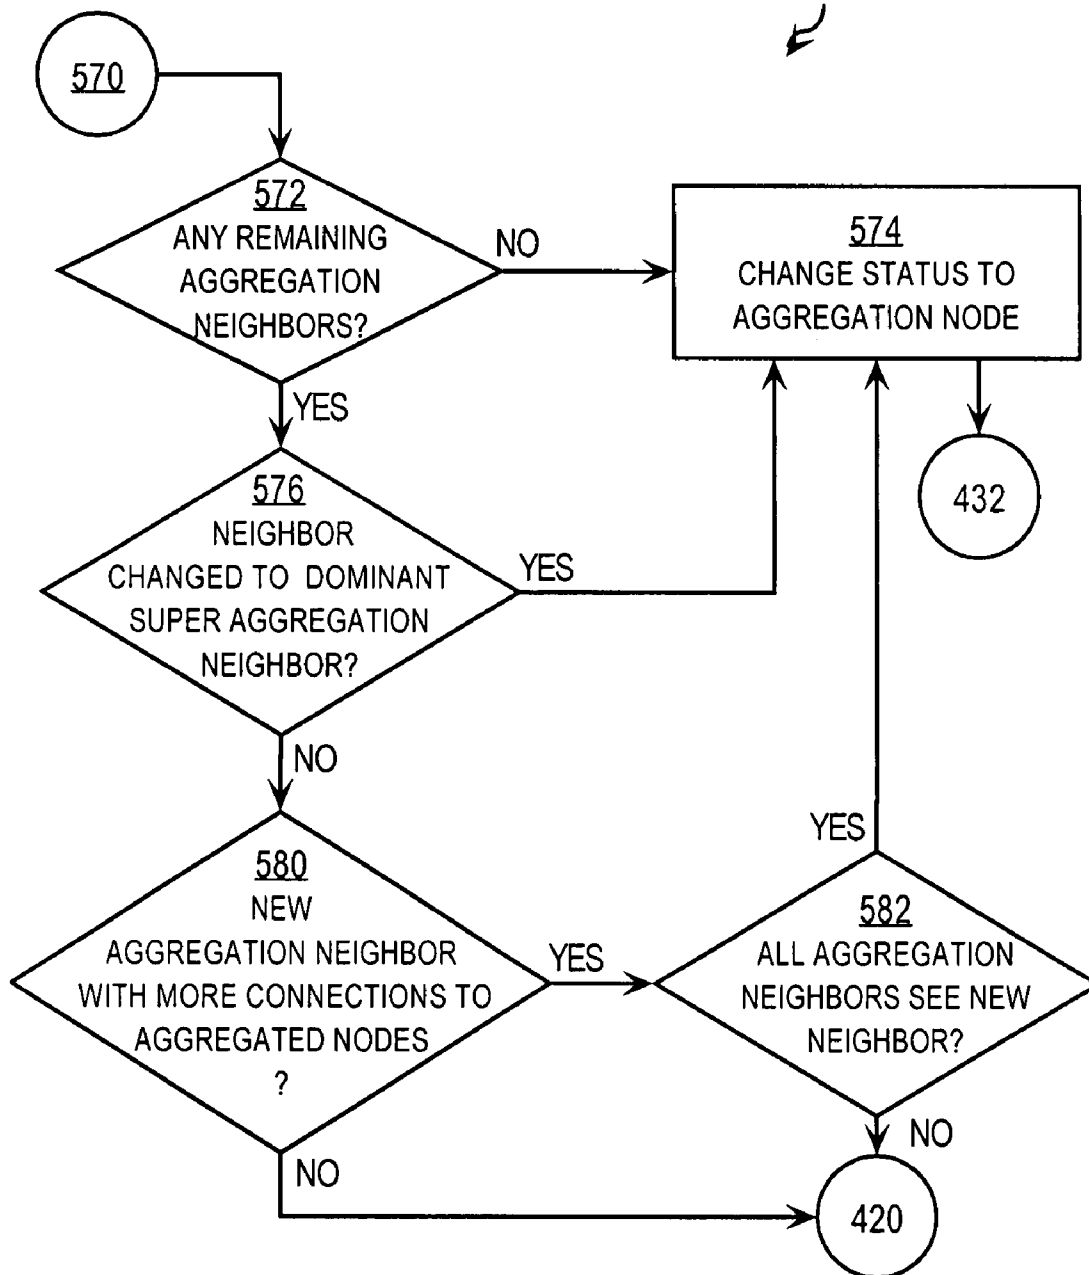 570
572
ANY REMAINING
AGGREGATION
NEIGHBORS?
NO
574
CHANGE STATUS TO
AGGREGATION NODE
YES
432
576
NEIGHBOR
CHANGED TO DOMINANT
SUPER AGGREGATION
NEIGHBOR?
YES
NO
580
NEW
AGGREGATION NEIGHBOR
WITH MORE CONNECTIONS TO
AGGREGATED NODES
?
YES
YES
582
ALL AGGREGATION
NEIGHBORS SEE NEW
NEIGHBOR?
NO
NO
420